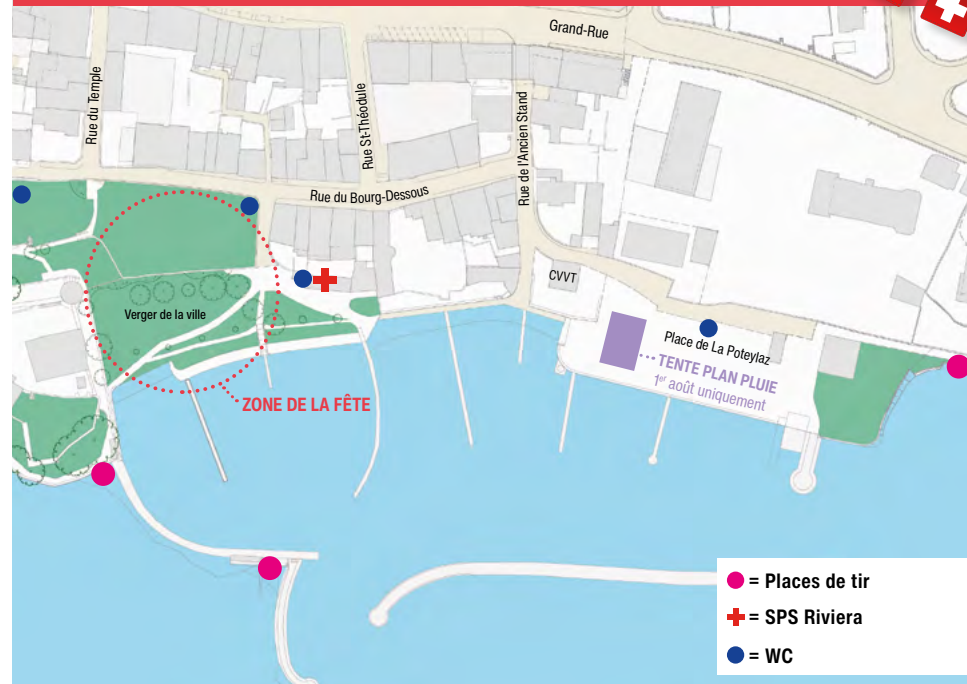 Grand-Rue
Rue du Temple
Rue St-Théodule
Rue de l'Ancien Stand
Rue du Bourg-Dessous
CVVT
Verger de la ville
Place de La Poteylaz
TENTE PLAN PLUIE
1er août uniquement
ZONE DE LA FÊTE
= Places de tir
= SPS Riviera
= WC